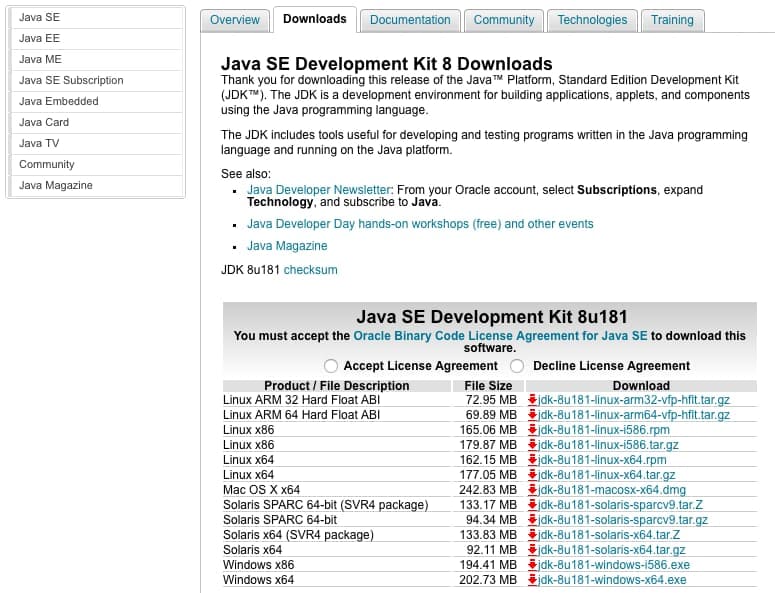 Java SE
Java EE
Java ME
Java SE Subscription
Java Embedded
Java Card
Java TV
Community
Java Magazine
Overview Downloads Documentation Community Technologies Training
Java SE Development Kit 8 Downloads
Thank you for downloading this release of the Java™ Platform, Standard Edition Development Kit
(JDK™). The JDK is a development environment for building applications, applets, and components
using the Java programming language.
The JDK includes tools useful for developing and testing programs written in the Java programming
language and running on the Java platform.
See also:
Java Developer Newsletter: From your Oracle account, select Subscriptions, expand
Technology, and subscribe to Java.
Java Developer Day hands-on workshops (free) and other events
Java Magazine
JDK 8u181 checksum
Java SE Development Kit 8u181
You must accept the Oracle Binary Code License Agreement for Java SE to download this
software.
Accept License Agreement Decline License Agreement
Product / File Description File Size Download
Linux ARM 32 Hard Float ABI 72.95 MB jdk-8u181-linux-arm32-vfp-hflt.tar.gz
Linux ARM 64 Hard Float ABI 69.89 MB jdk-8u181-linux-arm64-vfp-hflt.tar.gz
Linux x86 165.06 MB jdk-8u181-linux-i586.rpm
Linux x86 179.87 MB jdk-8u181-linux-i586.tar.gz
Linux x64 162.15 MB jdk-8u181-linux-x64.rpm
Linux x64 177.05 MB jdk-8u181-linux-x64.tar.gz
Mac OS X x64 242.83 MB jdk-8u181-macosx-x64.dmg
Solaris SPARC 64-bit (SVR4 package) 133.17 MB jdk-8u181-solaris-sparcv9.tar.Z
Solaris SPARC 64-bit 94.34 MB jdk-8u181-solaris-sparcv9.tar.gz
Solaris x64 (SVR4 package) 133.83 MB jdk-8u181-solaris-x64.tar.Z
Solaris x64 92.11 MB jdk-8u181-solaris-x64.tar.gz
Windows x86 194.41 MB jdk-8u181-windows-i586.exe
Windows x64 202.73 MB jdk-8u181-windows-x64.exe